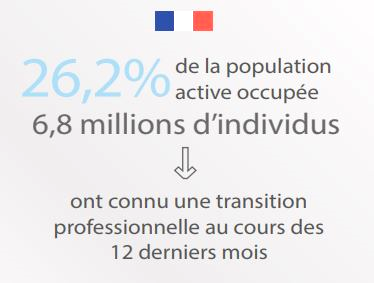 26,2% de la population
active occupée
6,8 millions d'individus
ont connu une transition
professionnelle au cours des
12 derniers mois